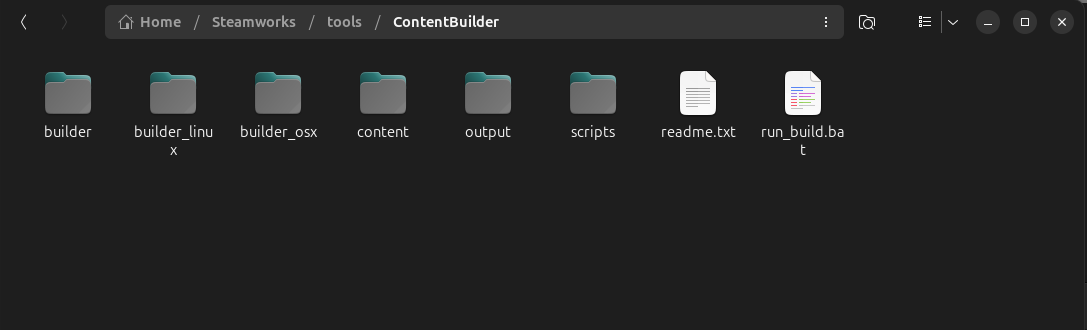 Home / Steamworks / tools / ContentBuilder
builder
builder_linu
x
builder_osx
content
output
scripts
readme.txt
run_build.ba
t